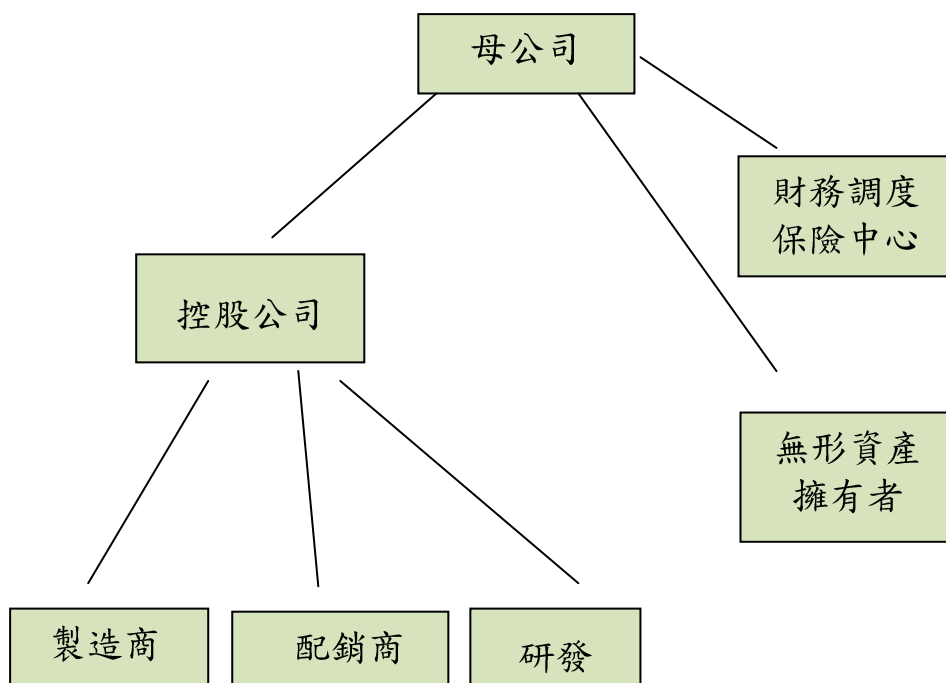 母公司
財務調度
保險中心
控股公司
無形資產
擁有者
製造商
配銷商
研發